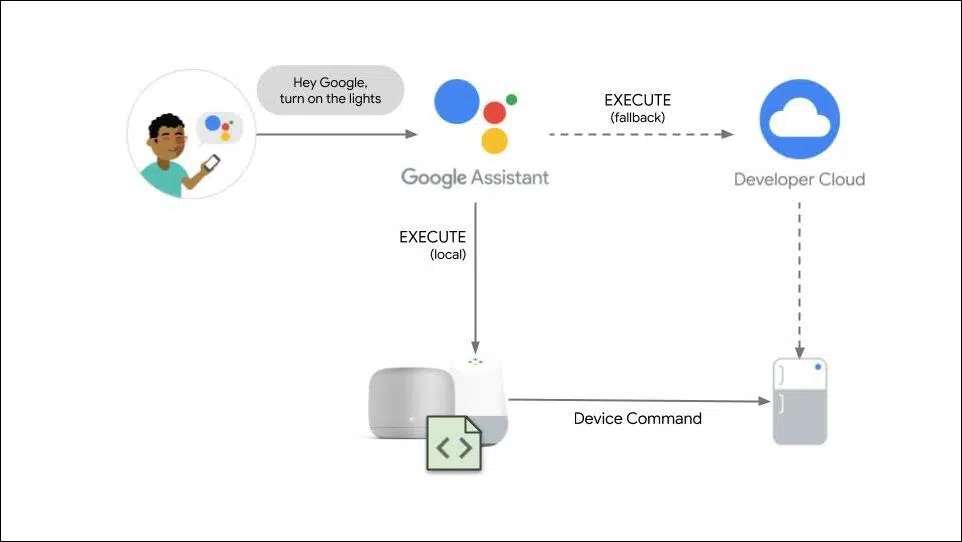 Hey Google,
turn on the lights
EXECUTE
(fallback)
Google Assistant
Developer Cloud
EXECUTE
(local)
Device Command